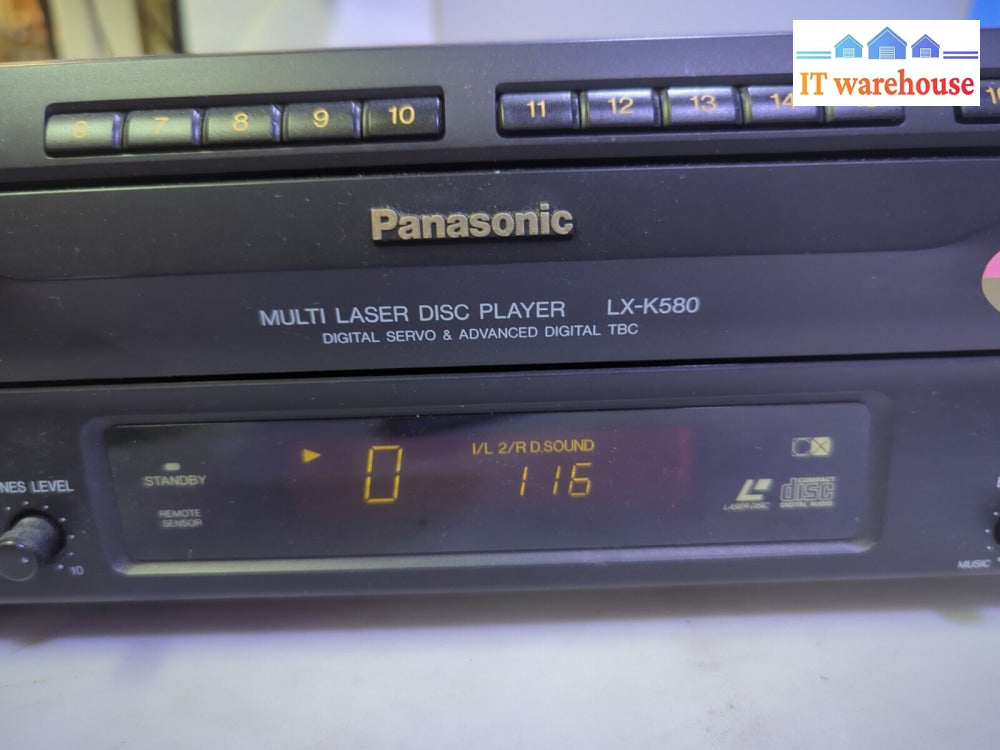 IT warehouse
6 7 8 9 10 11 12 13 14
Panasonic
MULTI LASER DISC PLAYER LX-K580
DIGITAL SERVO & ADVANCED DIGITAL TBC
I/L 2/R D.SOUND
0 116
STANDBY
REMOTE
SENSOR
NES LEVEL
10
LASER DISC
COMPACT
disc
DIGITAL AUDIO
MUSIC